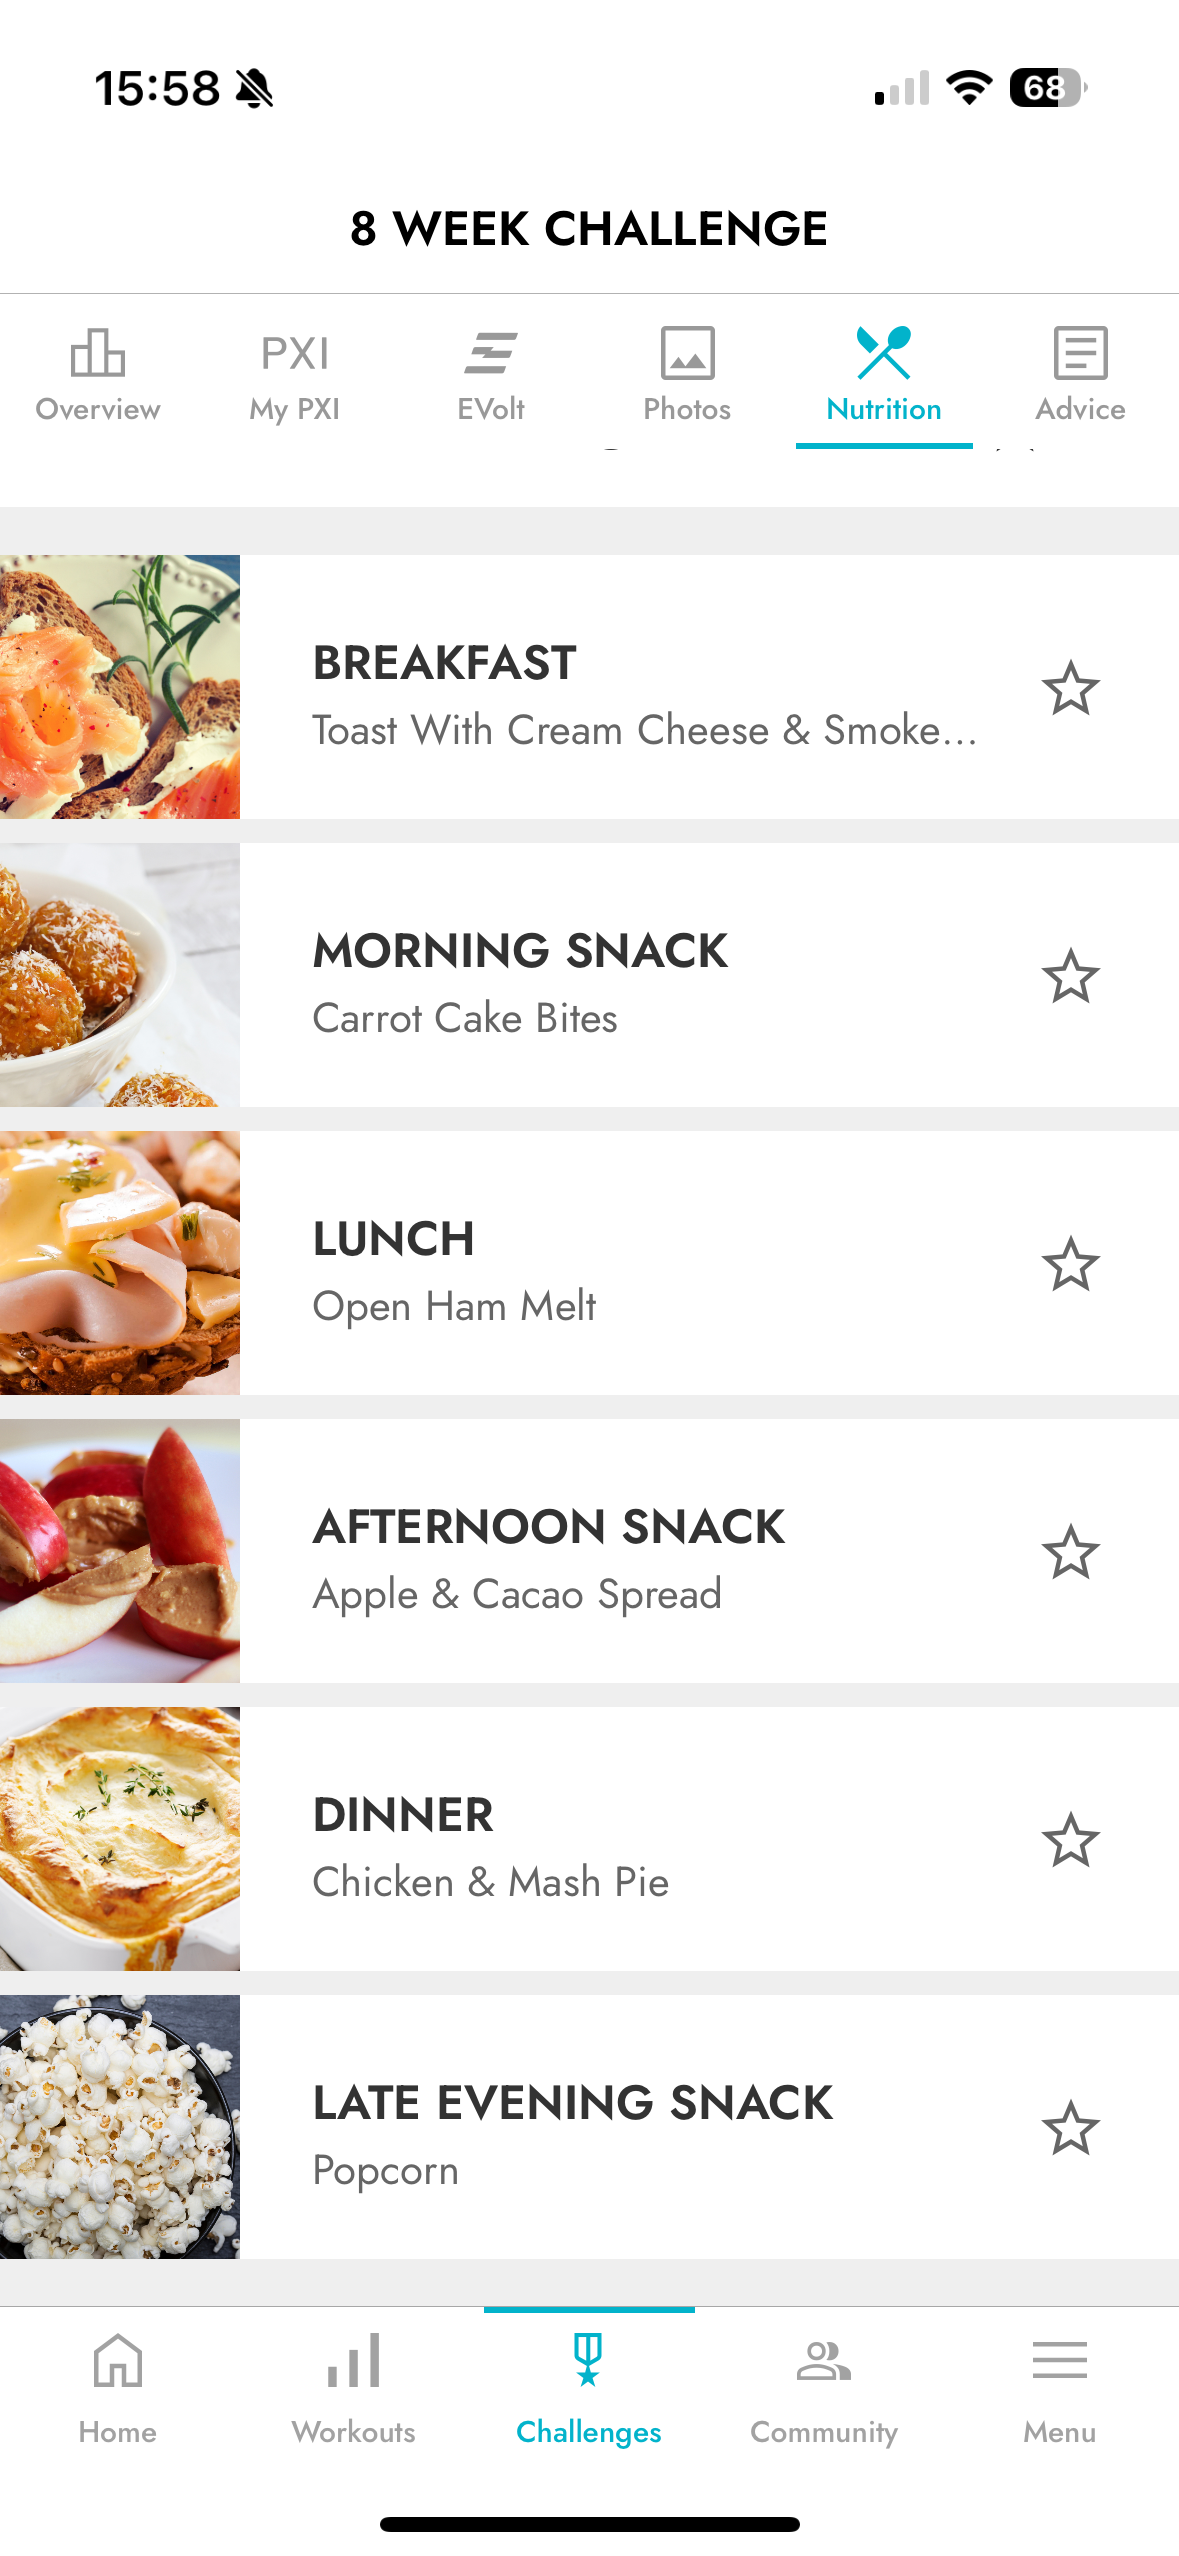 15:58
68
8 WEEK CHALLENGE
PXI
Overview
My PXI
EVolt
Photos
Nutrition
Advice
BREAKFAST
Toast With Cream Cheese & Smoke...
MORNING SNACK
Carrot Cake Bites
LUNCH
Open Ham Melt
AFTERNOON SNACK
Apple & Cacao Spread
DINNER
Chicken & Mash Pie
LATE EVENING SNACK
Popcorn
Home
Workouts
Challenges
Community
Menu